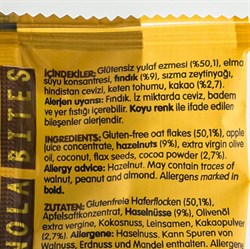 NOLA BITES
İÇİNDEKİLER: Glütensiz yulaf ezmesi (%50,1), elma
suyu konsantresi, fındık (%9), sızma zeytinyağı,
hindistan cevizi, keten tohumu, kakao (%2,7).
Alerjen uyarısı: Fındık. İz miktarda ceviz, badem
ve yer fıstığı içerebilir. Koyu renk ile ifade edilen
bileşenler alerjendir.
INGREDIENTS: Gluten-free oat flakes (50,1%), apple
juice concentrate, hazelnuts (9%), extra virgin olive
oil, coconut, flax seeds, cocoa powder (2,7%).
Allergy advice: Hazelnut. May contain traces of
walnut, peanut and almond. Allergens marked in
bold.
ZUTATEN: Glutenfreie Haferflocken (50,1%),
Apfelsaftkonzentrat, Haselnüsse (9%), Olivenöl
extra vergine, Kokosnuss, Leinsamen, Kakaopulver
(2,7%). Allergene: Haselnuss. Kann Spuren von
Walnuss, Erdnuss und Mandel enthalten.